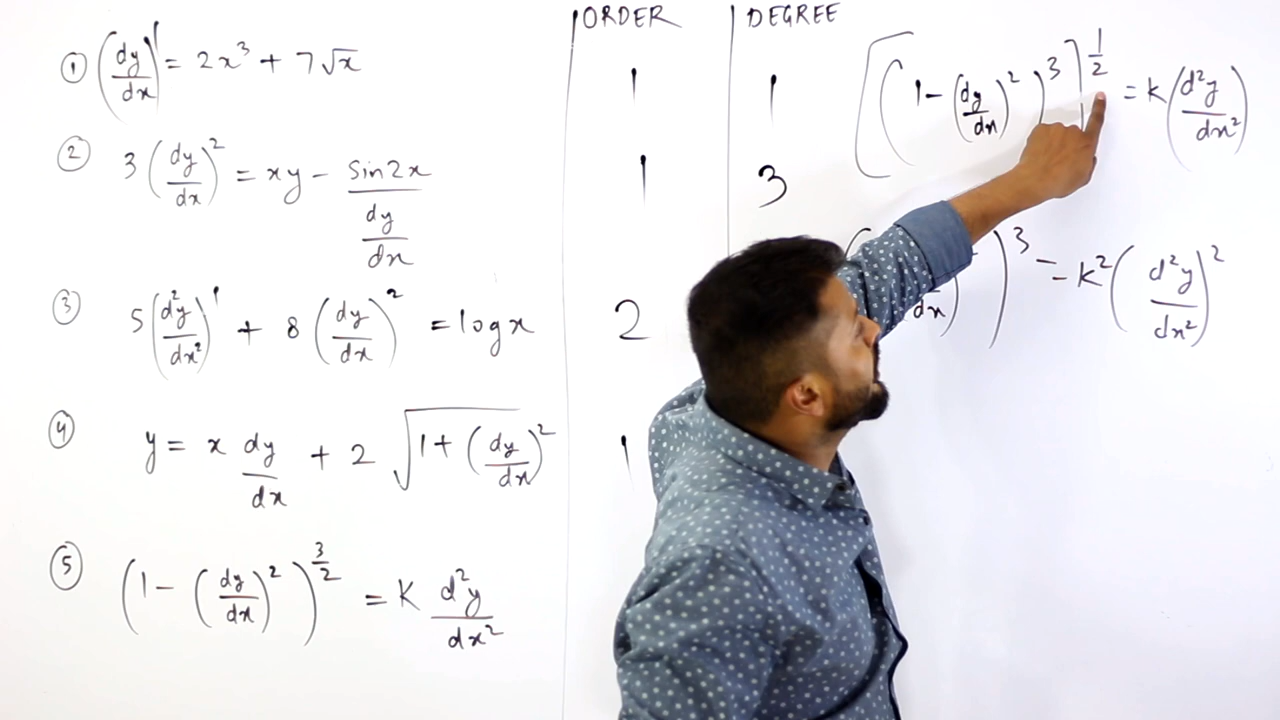 ORDER DEGREE
① (dy/dx)¹ = 2x³ + 7√x 1 1
② 3(dy/dx)² = xy - sin2x/(dy/dx) 1 3
③ 5(d²y/dx²)¹ + 8(dy/dx)² = logx 2
④ y = x dy/dx + 2√(1+(dy/dx)²) 1
⑤ (1-(dy/dx)²)^(3/2) = K d²y/dx²
[(1-(dy/dx)²)³]^(1/2) = K(d²y/dx²)
dx )³ = K²(d²y/dx²)²